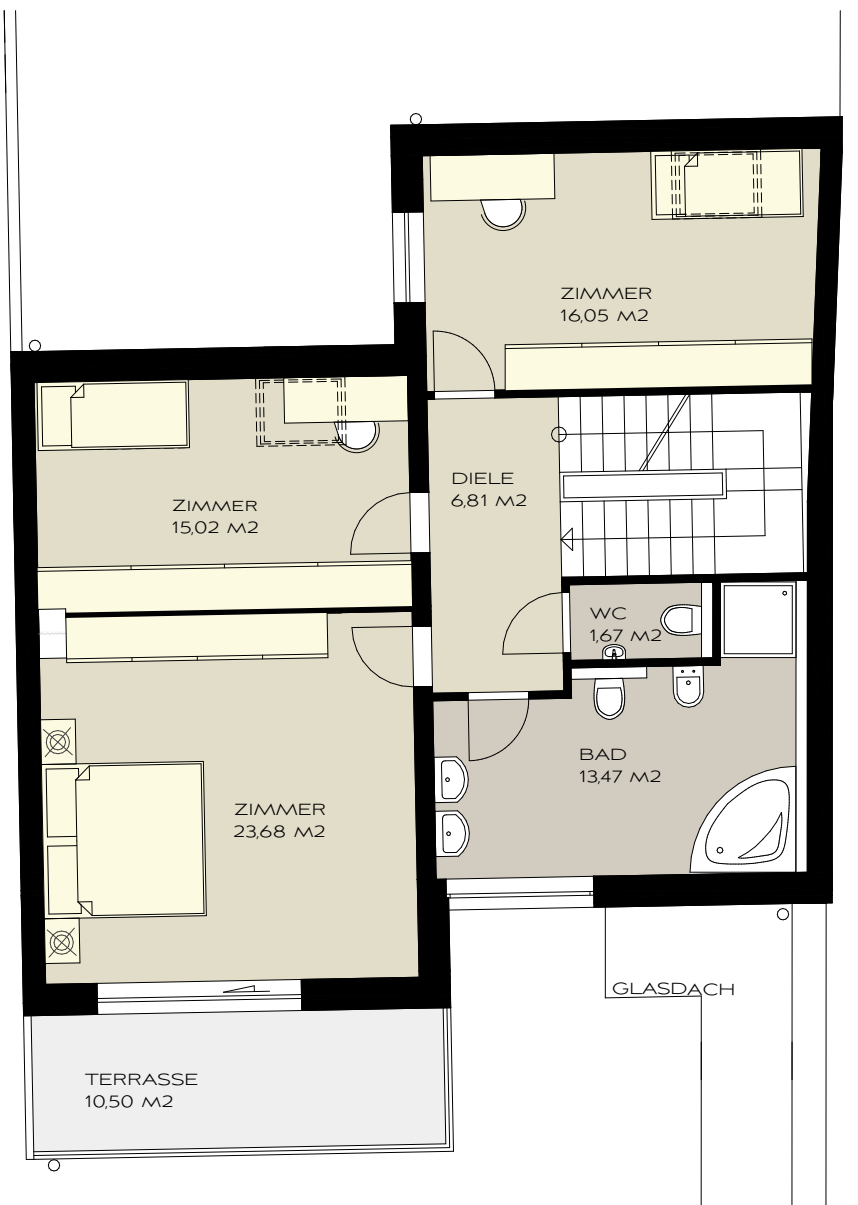 ZIMMER
16,05 M2
DIELE
6,81 M2
ZIMMER
15,02 M2
WC
1,67 M2
BAD
13,47 M2
ZIMMER
23,68 M2
GLASDACH
TERRASSE
10,50 M2